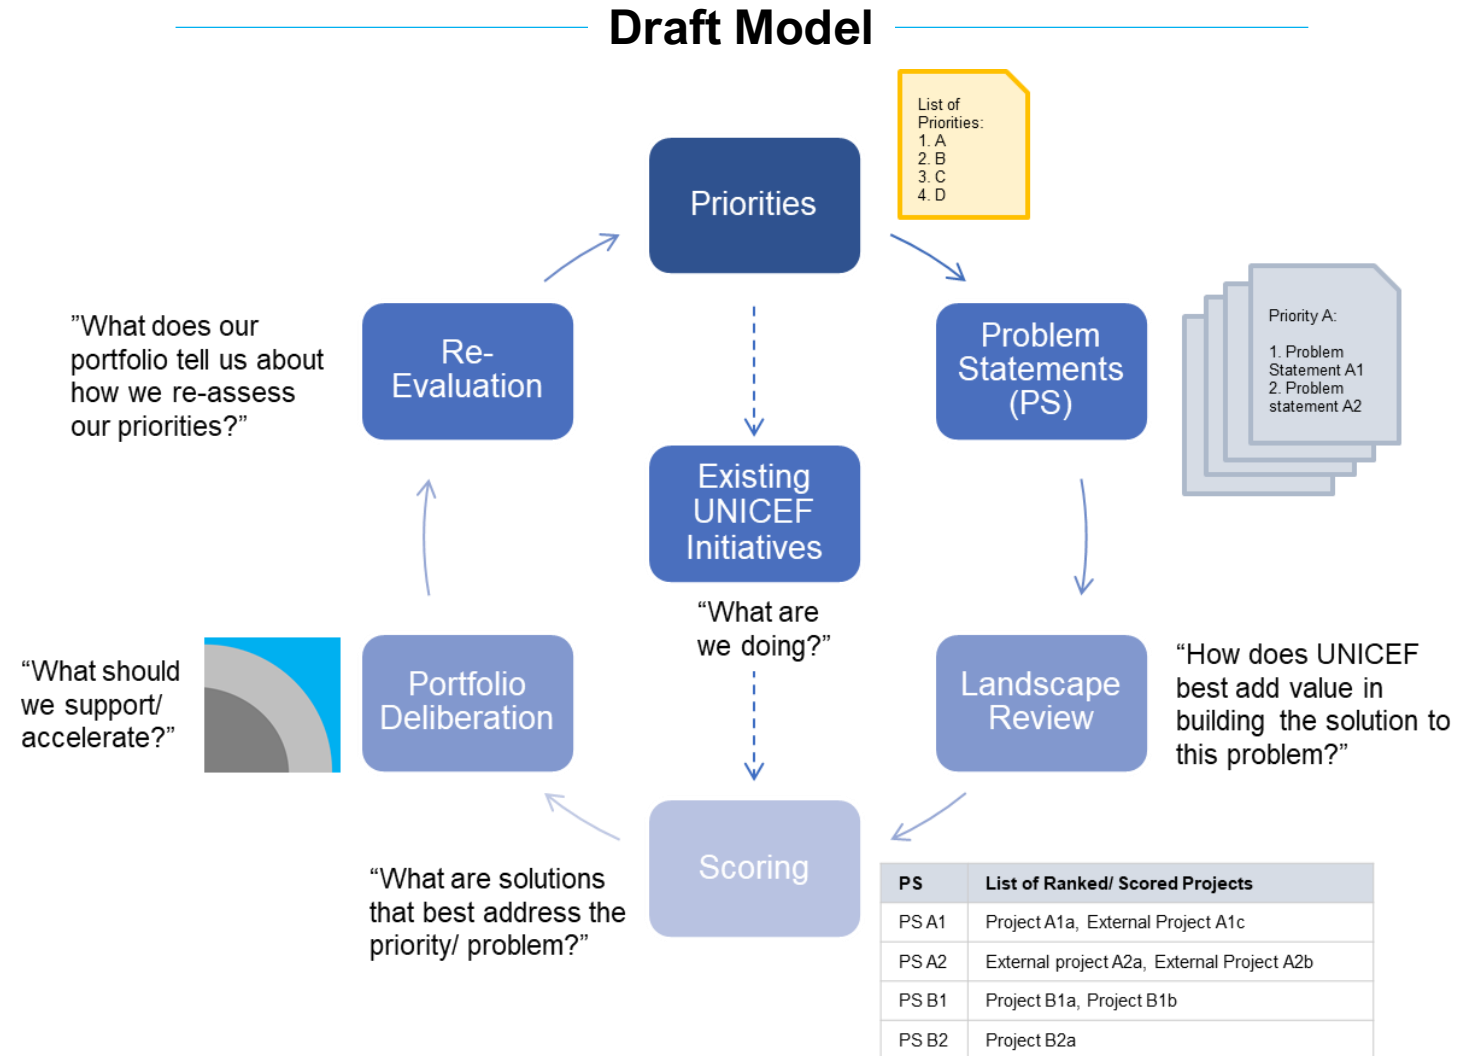 Draft Model
List of
Priorities:
1. A
2. B
3. C
4. D
Priorities
”What does our
portfolio tell us about
how we re-assess
our priorities?”
Re-
Evaluation
Problem
Statements
(PS)
Priority A:
1. Problem
Statement A1
2. Problem
statement A2
Existing
UNICEF
Initiatives
“What are
we doing?”
“What should
we support/
accelerate?”
Portfolio
Deliberation
Landscape
Review
“How does UNICEF
best add value in
building the solution to
this problem?”
Scoring
“What are solutions
that best address the
priority/ problem?”
PS List of Ranked/ Scored Projects
PS A1 Project A1a, External Project A1c
PS A2 External project A2a, External Project A2b
PS B1 Project B1a, Project B1b
PS B2 Project B2a